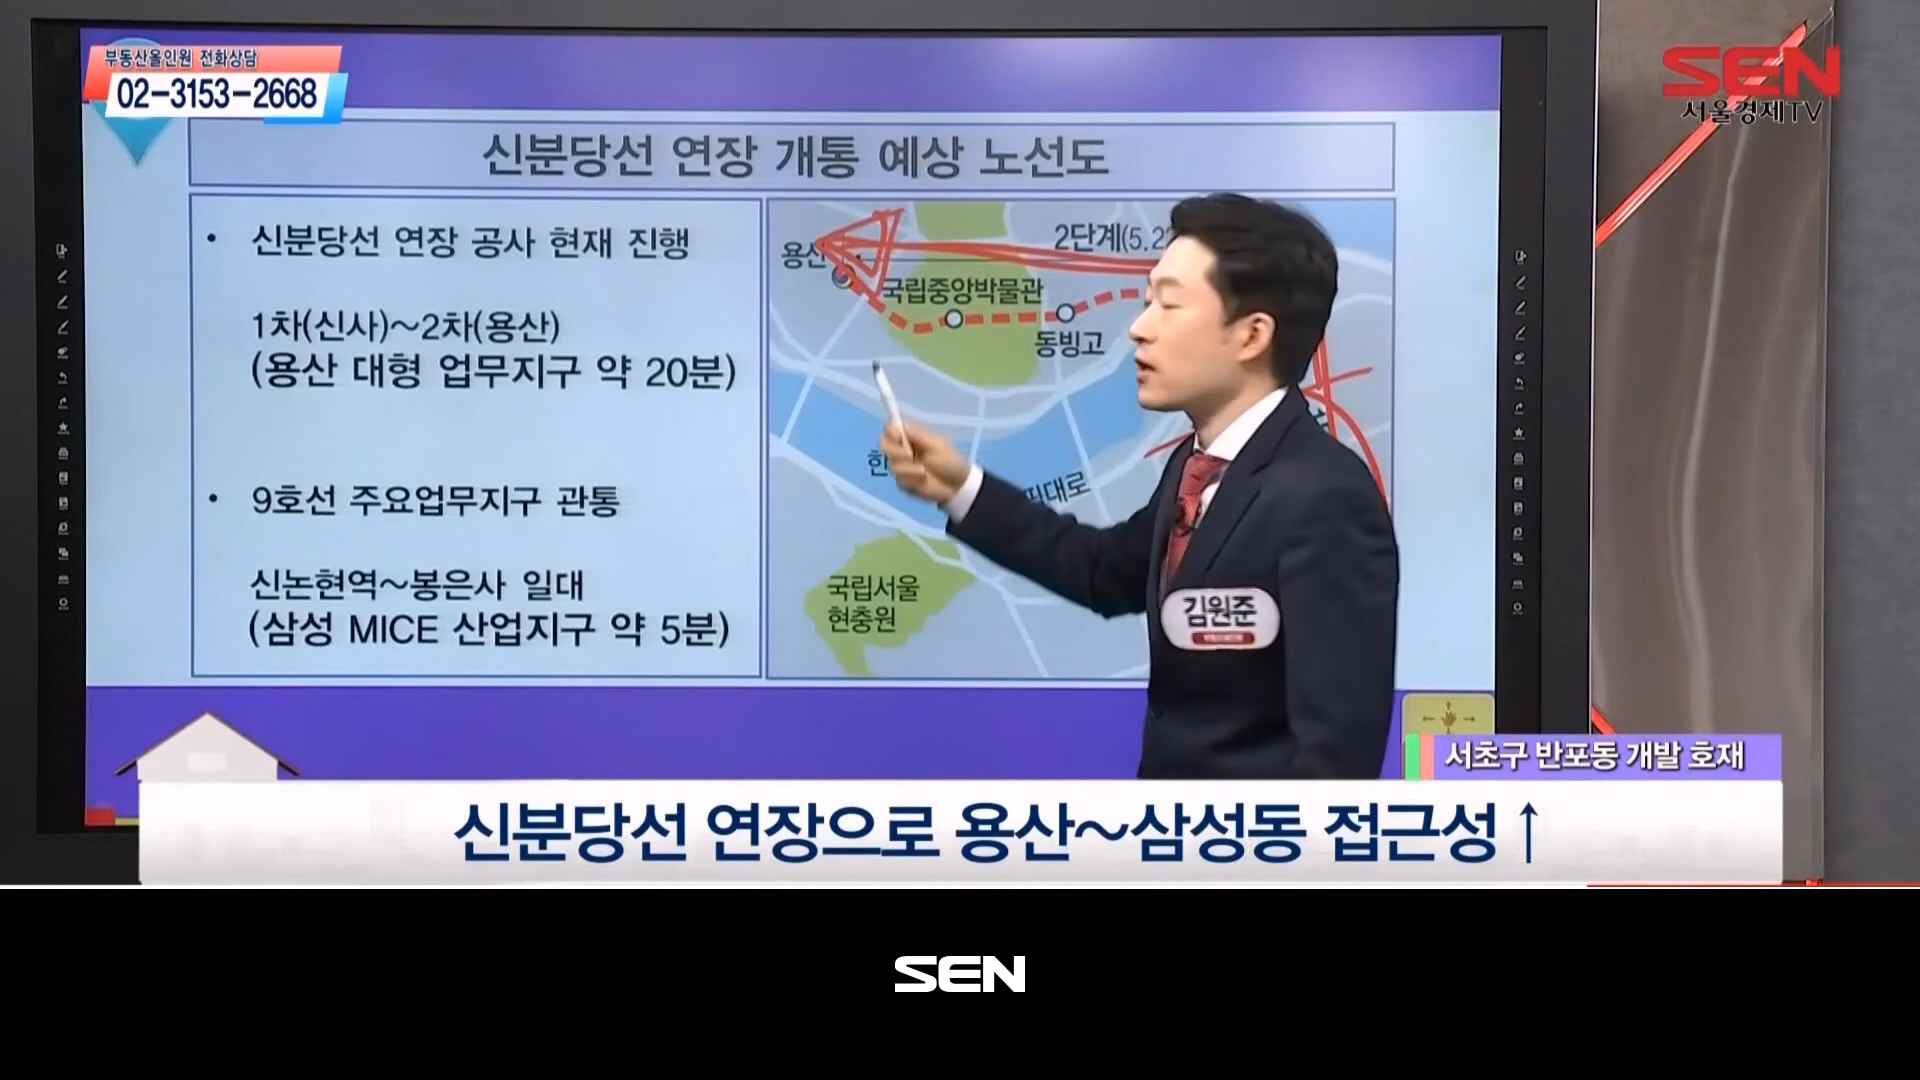 부동산올인원 전화상담
02-3153-2668
SEN
서울경제TV
신분당선 연장 개통 예상 노선도
• 신분당선 연장 공사 현재 진행
1차(신사)~2차(용산)
(용산 대형 업무지구 약 20분)
• 9호선 주요업무지구 관통
신논현역~봉은사 일대
(삼성 MICE 산업지구 약 5분)
2단계(5.2
용산
국립중앙박물관
동빙고
한
대로
국립서울
현충원
김원준
서초구 반포동 개발 호재
신분당선 연장으로 용산~삼성동 접근성↑
SEN